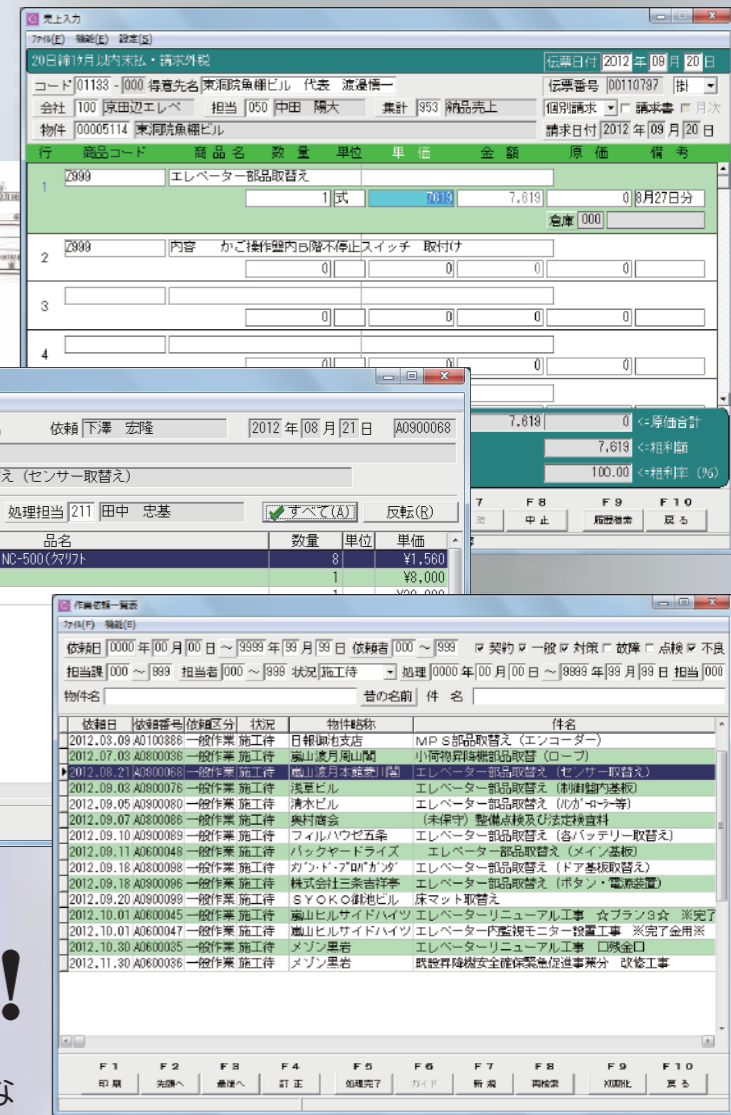 売上入力
ファイル(F) 機能(E) 設定(S)
20日締1ケ月以内末払・請求外税 伝票日付 2012 年 09 月 20 日
コード 01133 - 000 得意先名 東洞院魚棚ビル 代表 渡邊慎一 伝票番号 00110797 掛
会社 100 京田辺エレベ 担当 050 中田 陽大 集計 953 納品売上 個別請求 請求書 月次
物件 00005114 東洞院魚棚ビル 請求日付 2012 年 09 月 20 日
行 商品コード 商品名 数量 単位 単価 金額 原価 備考
1 Z999 エレベーター部品取替え
1 式 7619 7,619 0 8月27日分
倉庫 000
2 Z999 内容 かご操作盤内B階不停止スイッチ 取付け
0 0 0 0
3
0 0 0 0
4
0 0 0 0
7,619 0 <=原価合計
7,619 <=粗利額
100.00 <=粗利率 (%)
7 F8 F9 F10
中止 履歴検索 戻る
依頼 下澤 宏隆 2012 年 08 月 21 日 A0900068
え (センサー取替え)
処理担当 211 田中 忠基 すべて(A) 反転(R)
品名 数量 単位 単価
NC-500(クマリフト 8 ¥1,560
1 ¥8,000
作業依頼一覧表
ファイル(F) 機能(E)
依頼日 0000 年 00 月 00 日 ~ 9999 年 99 月 99 日 依頼者 000 ~ 999 契約 一般 対策 故障 点検 不良
担当課 000 ~ 999 担当者 000 ~ 999 状況 施工待 処理 0000 年 00 月 00 日 ~ 9999 年 99 月 99 日 担当 000
物件名 昔の名前 件名
依頼日 依頼番号 依頼区分 状況 物件略称 件名
2012.03.09 A0100886 一般作業 施工待 日報御池支店 MPS部品取替え (エンコーダー)
2012.07.03 A0800036 一般作業 施工待 嵐山渡月周山閣 小荷物昇降機部品取替 (ロープ)
2012.08.21 A0900068 一般作業 施工待 嵐山渡月本館菱川閣 エレベーター部品取替え (センサー取替え)
2012.09.03 A0900076 一般作業 施工待 浅草ビル エレベーター部品取替え (制御盤内基板)
2012.09.05 A0900080 一般作業 施工待 清水ビル エレベーター部品取替え (ハンガーローラー等)
2012.09.07 A0800086 一般作業 施工待 奥村商会 (未保守) 整備点検及び法定検査料
2012.09.10 A0900089 一般作業 施工待 フィルハウゼ五条 エレベーター部品取替え (各バッテリー取替え)
2012.09.11 A0600048 一般作業 施工待 バックヤードライズ エレベーター部品取替え (メイン基板)
2012.09.18 A0800098 一般作業 施工待 エレベーター部品取替え (ドア基板取替え)
2012.09.18 A0900096 一般作業 施工待 株式会社三条吉祥亭 エレベーター部品取替え (ボタン・電源装置)
2012.09.20 A0900099 一般作業 施工待 SYOKO御池ビル 床マット取替え
2012.10.01 A0600045 一般作業 施工待 嵐山ヒルサイドハイツ エレベーターリニューアル工事 ☆プラン3☆ ※完了
2012.10.01 A0600047 一般作業 施工待 嵐山ヒルサイドハイツ エレベーター内監視モニター設置工事 ※完了金用※
2012.10.30 A0600035 一般作業 施工待 メゾン黒岩 エレベーターリニューアル工事 口残金口
2012.11.30 A0600036 一般作業 施工待 メゾン黒岩 既設昇降機安全確保緊急促進事業分 改修工事
F1 F2 F3 F4 F5 F6 F7 F8 F9 F10
印刷 先頭へ 最後へ 訂正 処理完了 ガイド 新規 再検索 初期化 戻る
!
な